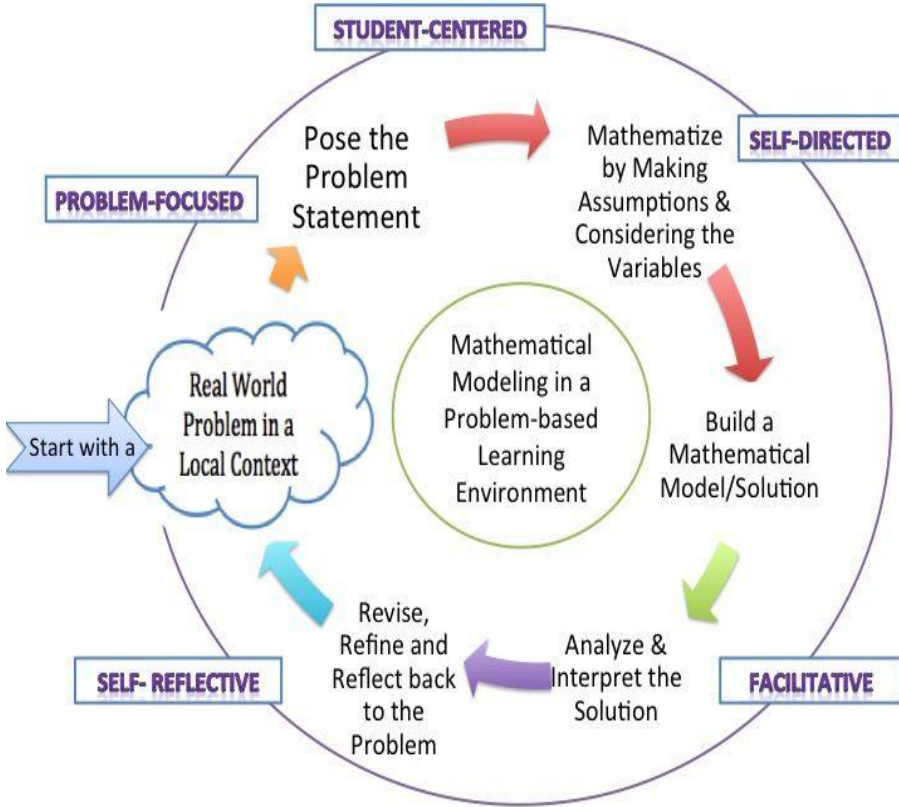 STUDENT-CENTERED
SELF-DIRECTED
PROBLEM-FOCUSED
Pose the
Problem
Statement
Mathematize
by Making
Assumptions &
Considering the
Variables
Start with a
Real World
Problem in a
Local Context
Mathematical
Modeling in a
Problem-based
Learning
Environment
Build a
Mathematical
Model/Solution
Analyze &
Interpret the
Solution
Revise,
Refine and
Reflect back
to the
Problem
SELF- REFLECTIVE
FACILITATIVE